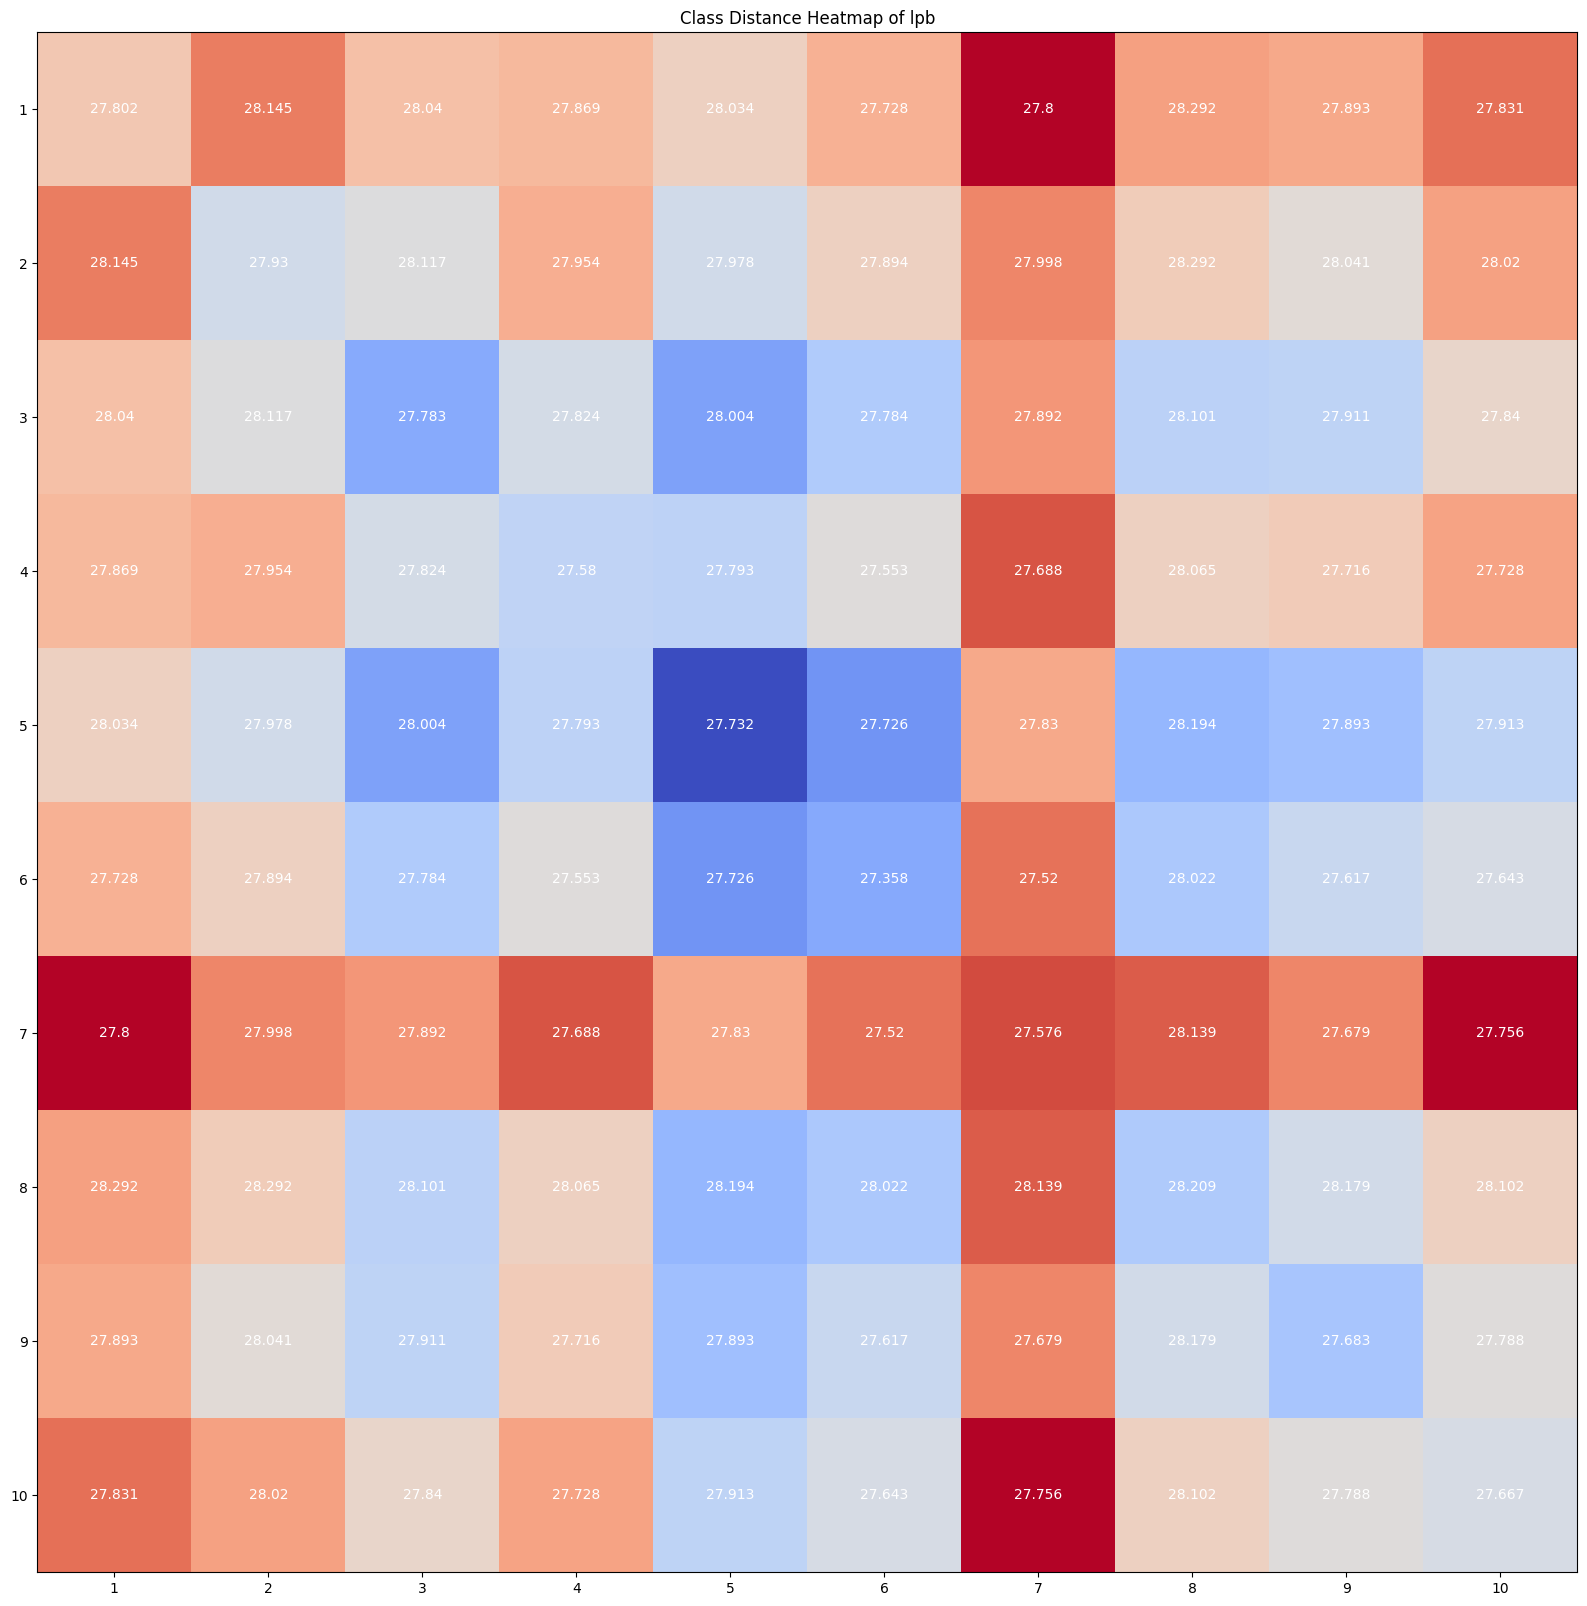 Class Distance Heatmap of lpb
1 27.802 28.145 28.04 27.869 28.034 27.728 27.8 28.292 27.893 27.831
2 28.145 27.93 28.117 27.954 27.978 27.894 27.998 28.292 28.041 28.02
3 28.04 28.117 27.783 27.824 28.004 27.784 27.892 28.101 27.911 27.84
4 27.869 27.954 27.824 27.58 27.793 27.553 27.688 28.065 27.716 27.728
5 28.034 27.978 28.004 27.793 27.732 27.726 27.83 28.194 27.893 27.913
6 27.728 27.894 27.784 27.553 27.726 27.358 27.52 28.022 27.617 27.643
7 27.8 27.998 27.892 27.688 27.83 27.52 27.576 28.139 27.679 27.756
8 28.292 28.292 28.101 28.065 28.194 28.022 28.139 28.209 28.179 28.102
9 27.893 28.041 27.911 27.716 27.893 27.617 27.679 28.179 27.683 27.788
10 27.831 28.02 27.84 27.728 27.913 27.643 27.756 28.102 27.788 27.667
1 2 3 4 5 6 7 8 9 10